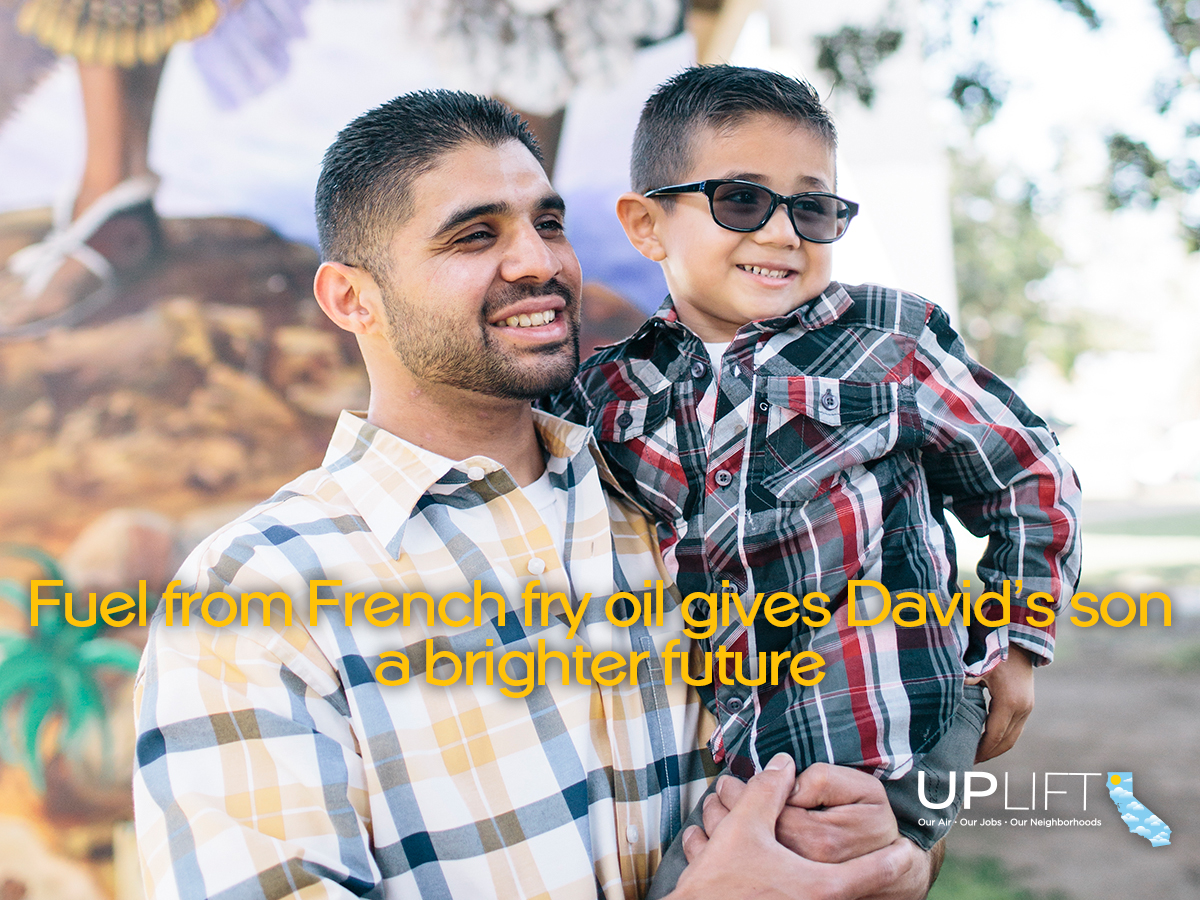 Fuel from French fry oil gives David's son
a brighter future
UPLIFT
Our Air • Our Jobs • Our Neighborhoods